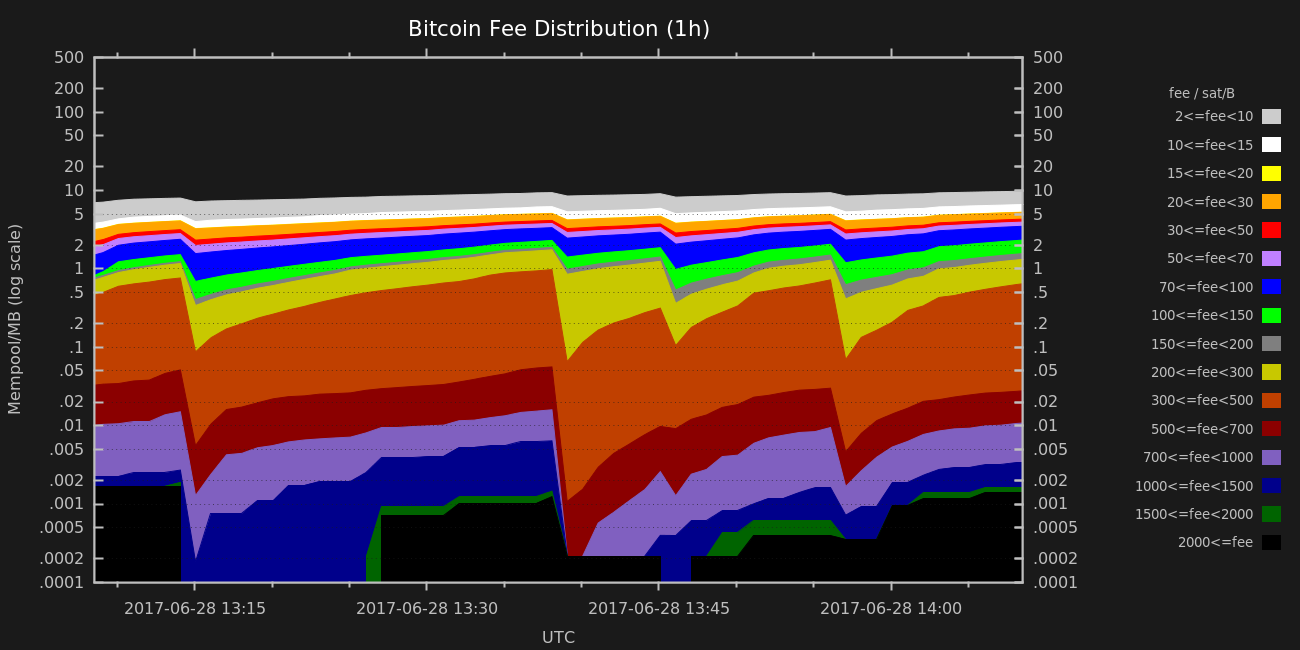 Bitcoin Fee Distribution (1h)
500 500
200 200
100 100
50 50
20 20
10 10
5 5
2 2
1 1
.5 .5
.2 .2
.1 .1
.05 .05
.02 .02
.01 .01
.005 .005
.002 .002
.001 .001
.0005 .0005
.0002 .0002
.0001 .0001
Mempool/MB (log scale)
2017-06-28 13:15 2017-06-28 13:30 2017-06-28 13:45 2017-06-28 14:00
UTC
fee / sat/B
2<=fee<10
10<=fee<15
15<=fee<20
20<=fee<30
30<=fee<50
50<=fee<70
70<=fee<100
100<=fee<150
150<=fee<200
200<=fee<300
300<=fee<500
500<=fee<700
700<=fee<1000
1000<=fee<1500
1500<=fee<2000
2000<=fee